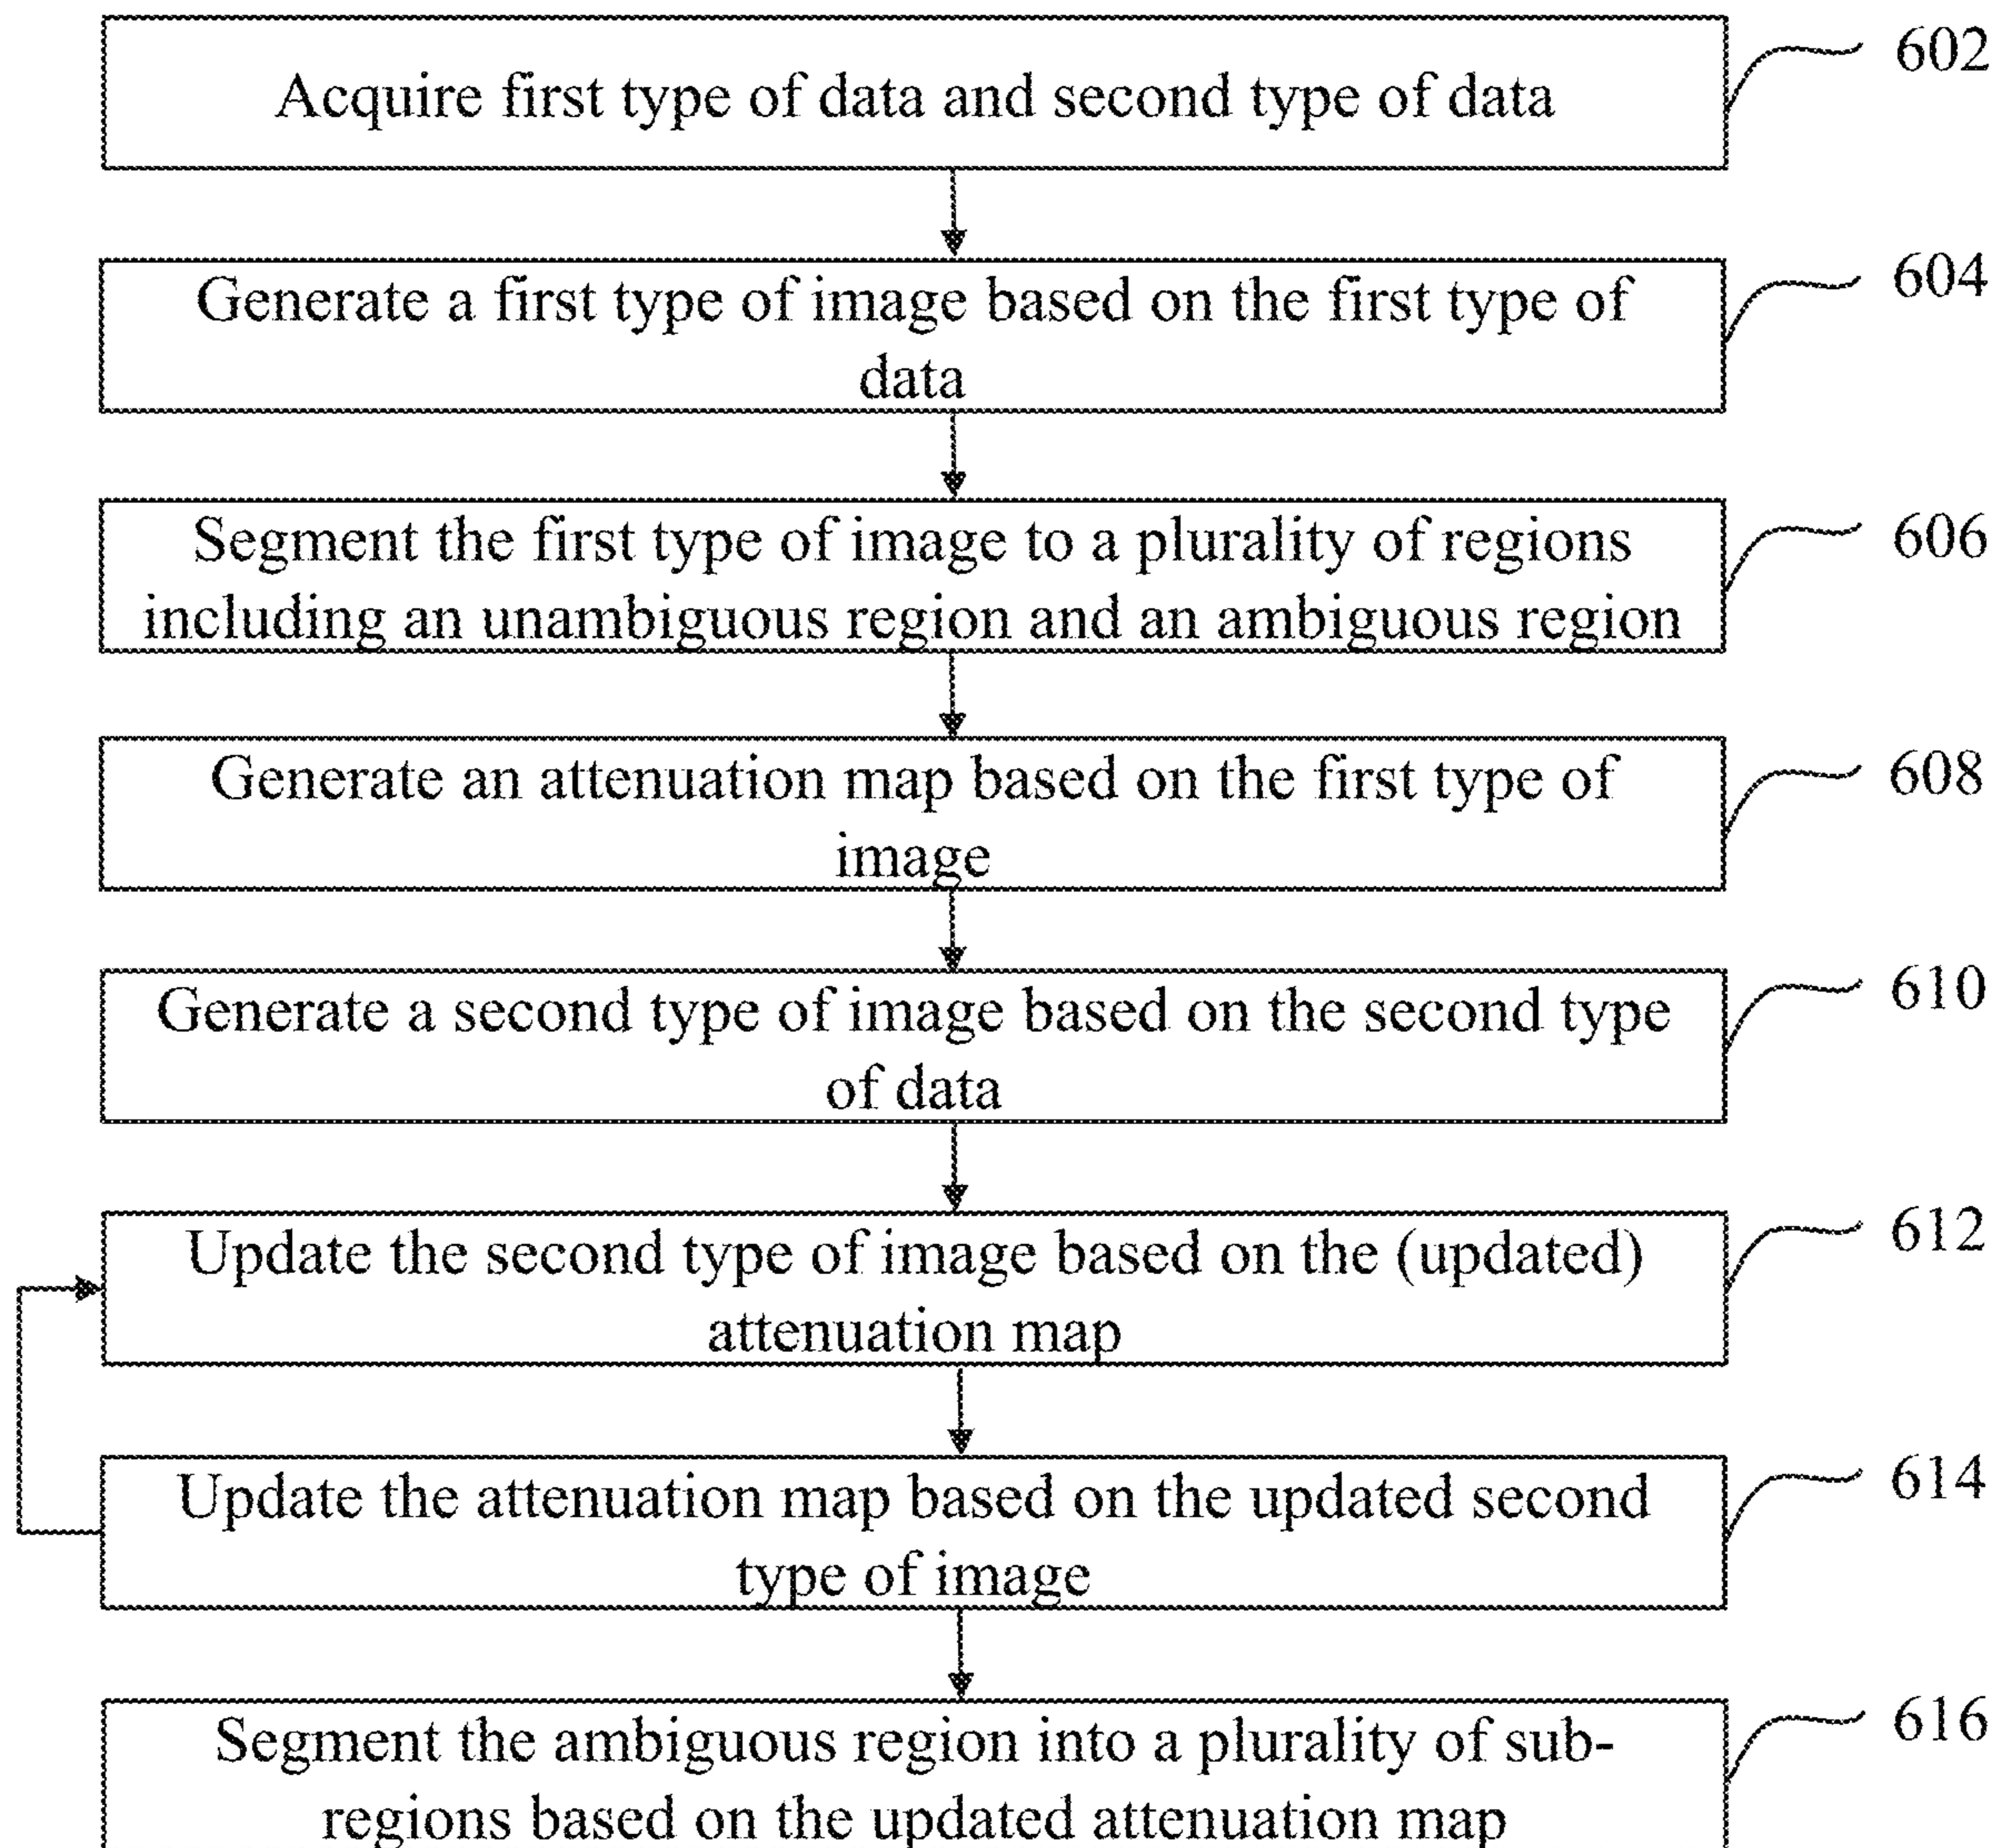 Acquire first type of data and second type of data
602
Generate a first type of image based on the first type of
data
604
Segment the first type of image to a plurality of regions
including an unambiguous region and an ambiguous region
606
Generate an attenuation map based on the first type of
image
608
Generate a second type of image based on the second type
of data
610
Update the second type of image based on the (updated)
attenuation map
612
Update the attenuation map based on the updated second
type of image
614
Segment the ambiguous region into a plurality of sub-
regions based on the updated attenuation map
616